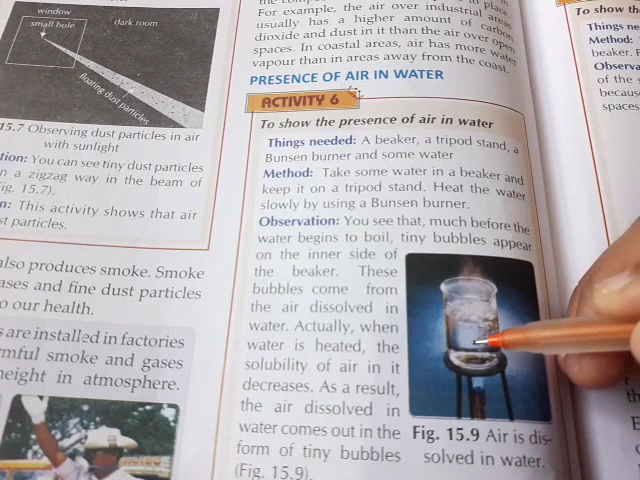 window
small hole
dark room
floating dust particles
15.7 Observing dust particles in air
with sunlight
tion: You can see tiny dust particles
n a zigzag way in the beam of
ig. 15.7).
n: This activity shows that air
st particles.
also produces smoke. Smoke
ases and fine dust particles
o our health.
s are installed in factories
rmful smoke and gases
height in atmosphere.
to place.
For example, the air over industrial areas
usually has a higher amount of carbon
dioxide and dust in it than the air over open
spaces. In coastal areas, air has more water
vapour than in areas away from the coast.
PRESENCE OF AIR IN WATER
ACTIVITY 6
To show the presence of air in water
Things needed: A beaker, a tripod stand, a
Bunsen burner and some water
Method: Take some water in a beaker and
keep it on a tripod stand. Heat the water
slowly by using a Bunsen burner.
Observation: You see that, much before the
water begins to boil, tiny bubbles appear
on the inner side of
the beaker. These
bubbles come from
the air dissolved in
water. Actually, when
water is heated, the
solubility of air in it
decreases. As a result,
the air dissolved in
water comes out in the
form of tiny bubbles
(Fig. 15.9).
Fig. 15.9 Air is dis-
solved in water.
To show the
Things ne
Method:
beaker. F
Observa
of the
becaus
spaces